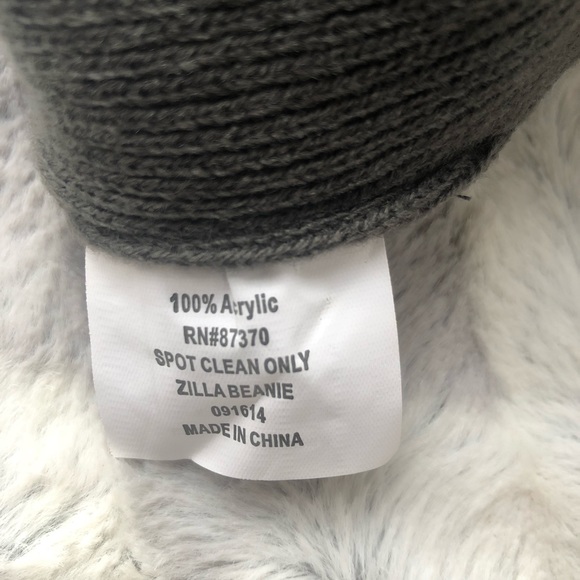 100% Acrylic
RN#87370
SPOT CLEAN ONLY
ZILLA BEANIE
091614
MADE IN CHINA